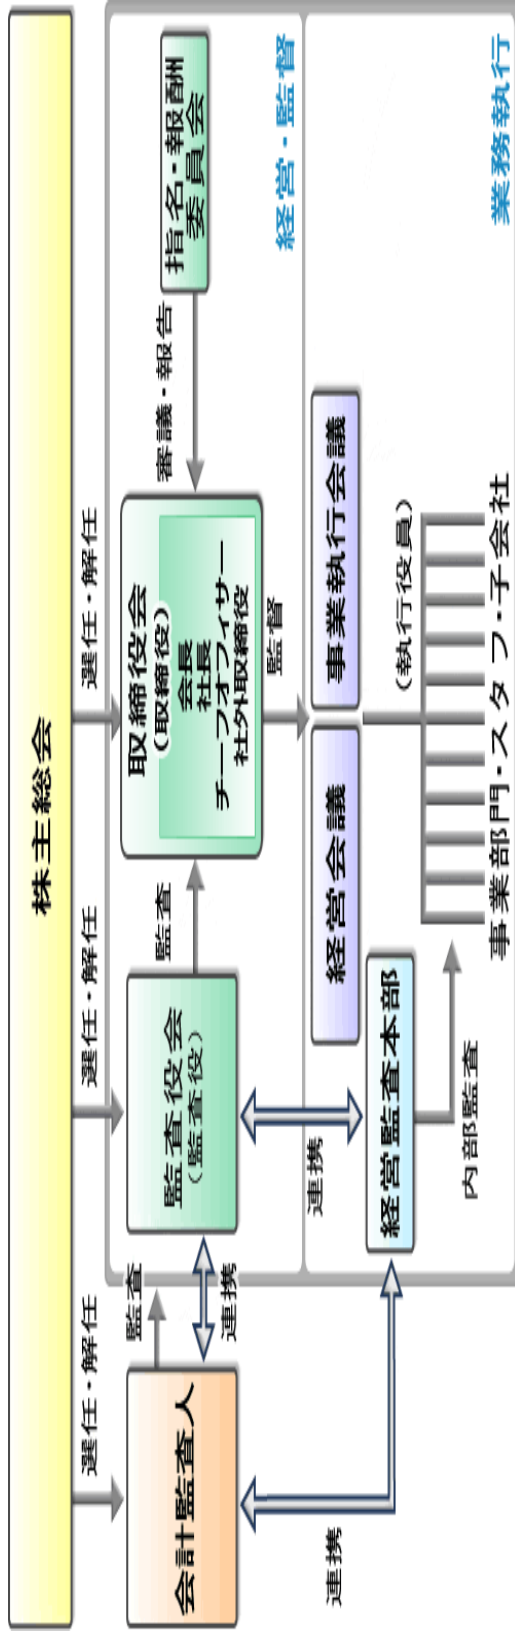 株主総会
選任・解任
選任・解任
選任・解任
会計監査人
監査
連携
監査役会
(監査役)
監査
取締役会
(取締役)
会長
社長
チーフオフィサー
社外取締役
審議・報告
指名・報酬
委員会
経営・監督
監督
連携
連携
経営会議
事業執行会議
経営監査本部
内部監査
(執行役員)
事業部門・スタッフ・子会社
業務執行